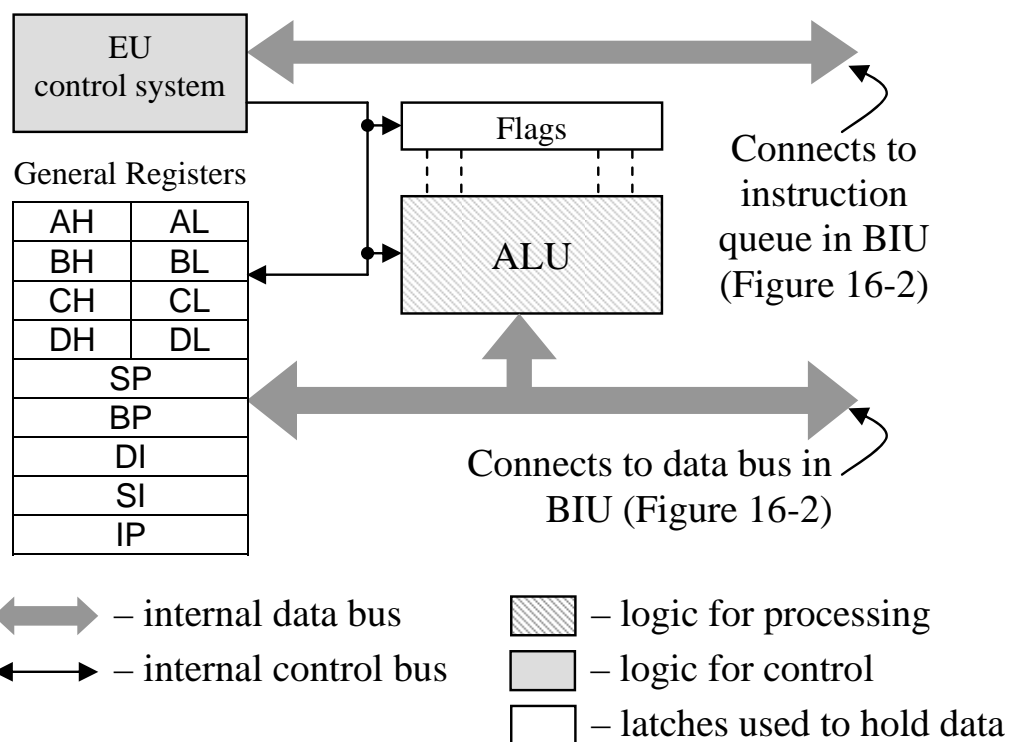 EU
control system
Flags
Connects to
instruction
queue in BIU
(Figure 16-2)
General Registers
AH AL
BH BL
CH CL
DH DL
SP
BP
DI
SI
IP
ALU
Connects to data bus in
BIU (Figure 16-2)
– internal data bus
– internal control bus
– logic for processing
– logic for control
– latches used to hold data